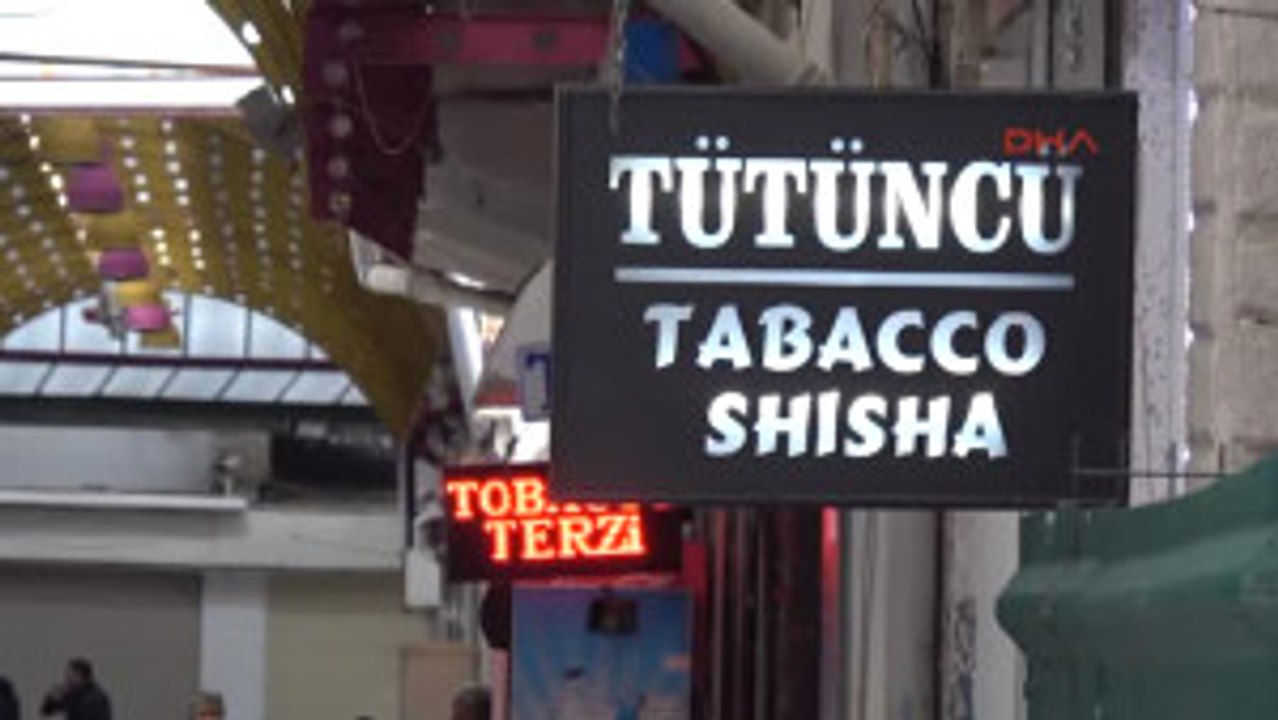 DHA
TÜTÜNCÜ
TABACCO
SHISHA
TERZi